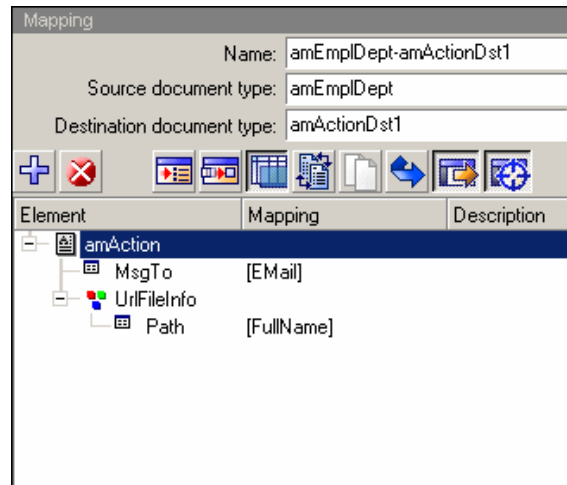 Mapping
Name: amEmplDept-amActionDst1
Source document type: amEmplDept
Destination document type: amActionDst1
Element Mapping Description
amAction
MsgTo [EMail]
UrlFileInfo
Path [FullName]